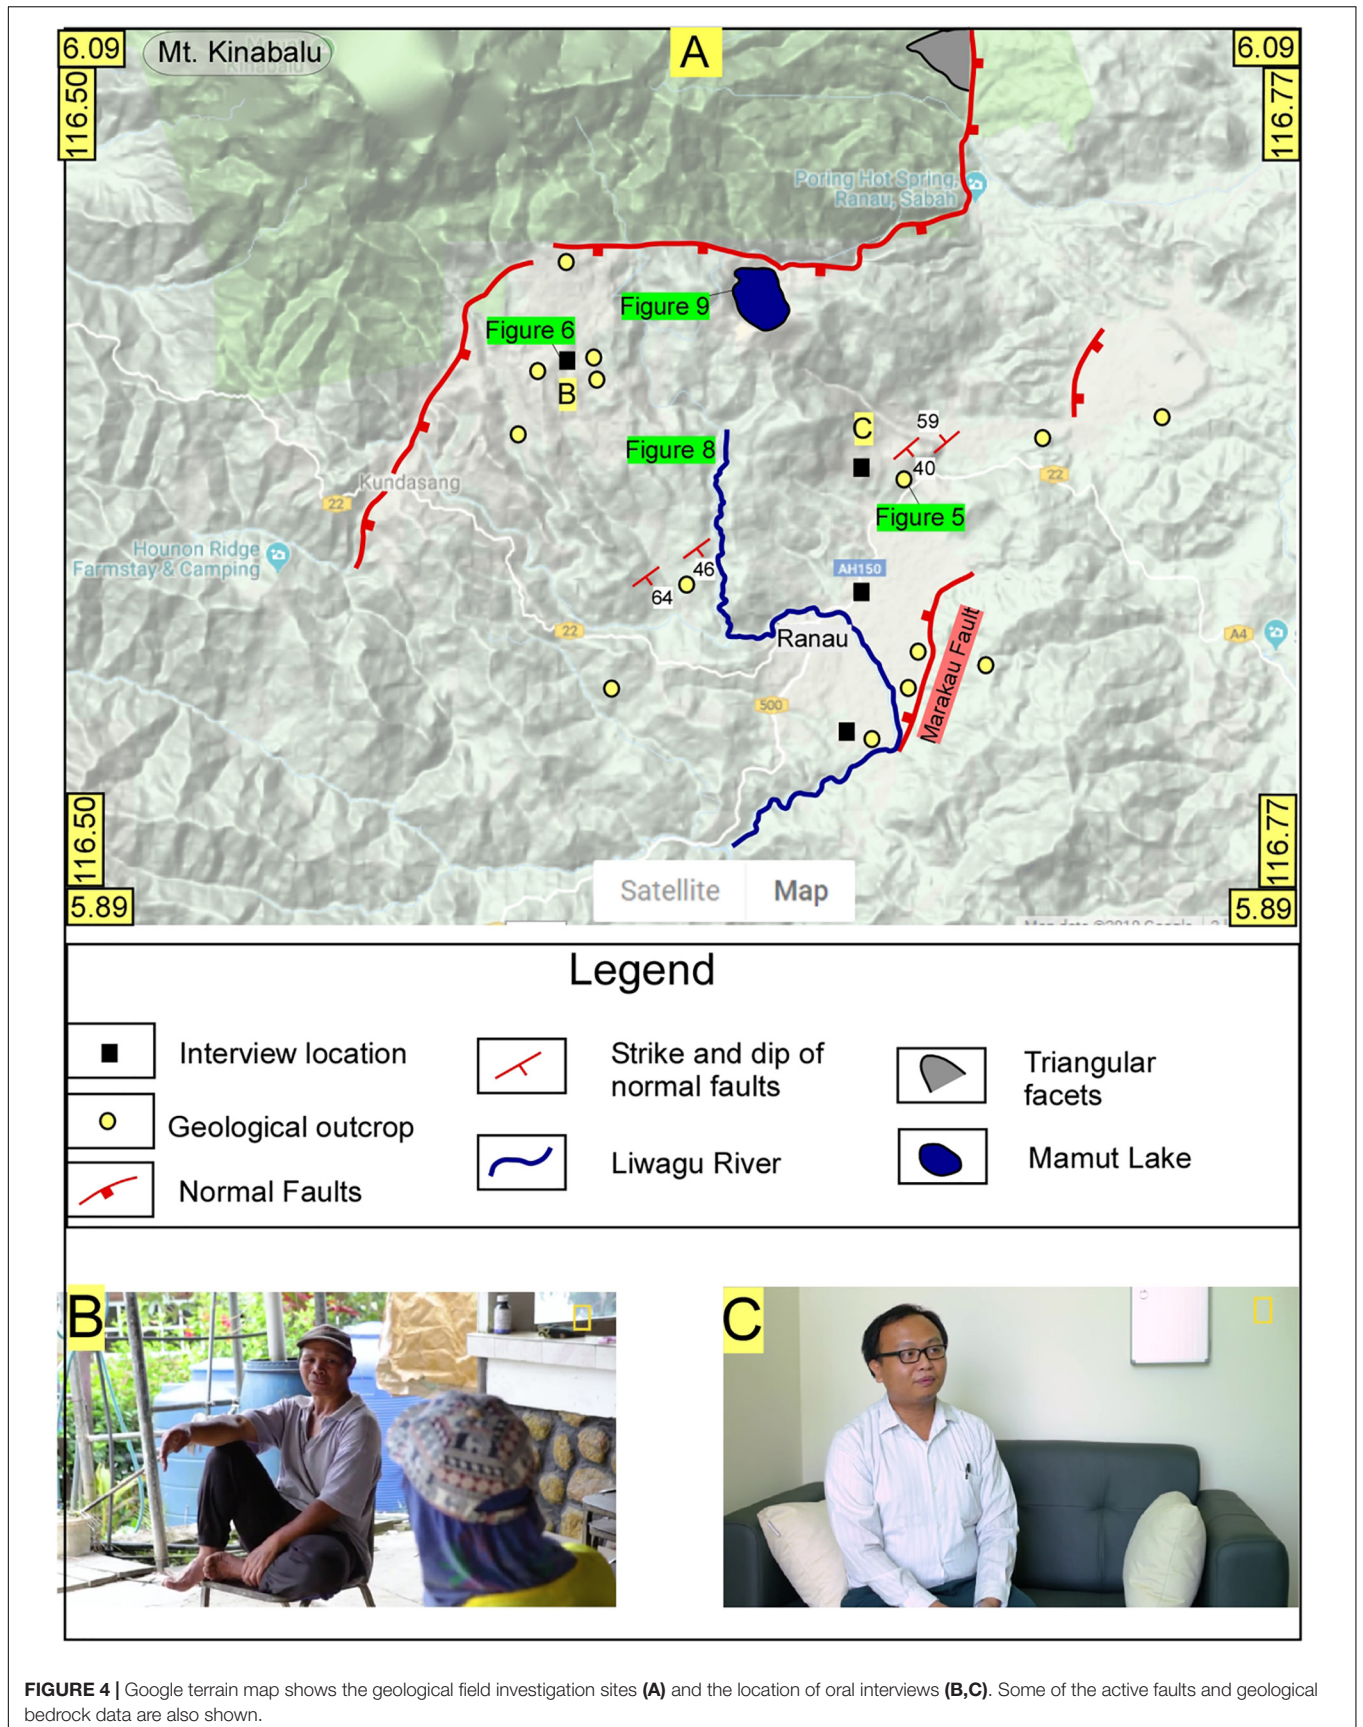 6.09
Mt. Kinabalu
A
6.09
116.50
116.77
Poring Hot Spring,
Ranau, Sabah
Figure 9
Figure 6
B
C
59
Figure 8
40
Kundasang
22
22
Figure 5
Hounon Ridge
Farmstay & Camping
AH150
46
64
22
Ranau
A4
Marakau Fault
500
116.50
116.77
Satellite
Map
5.89
5.89
Legend
Interview location
Strike and dip of
normal faults
Triangular
facets
Geological outcrop
Liwagu River
Mamut Lake
Normal Faults
B
C
FIGURE 4 | Google terrain map shows the geological field investigation sites (A) and the location of oral interviews (B,C). Some of the active faults and geological
bedrock data are also shown.